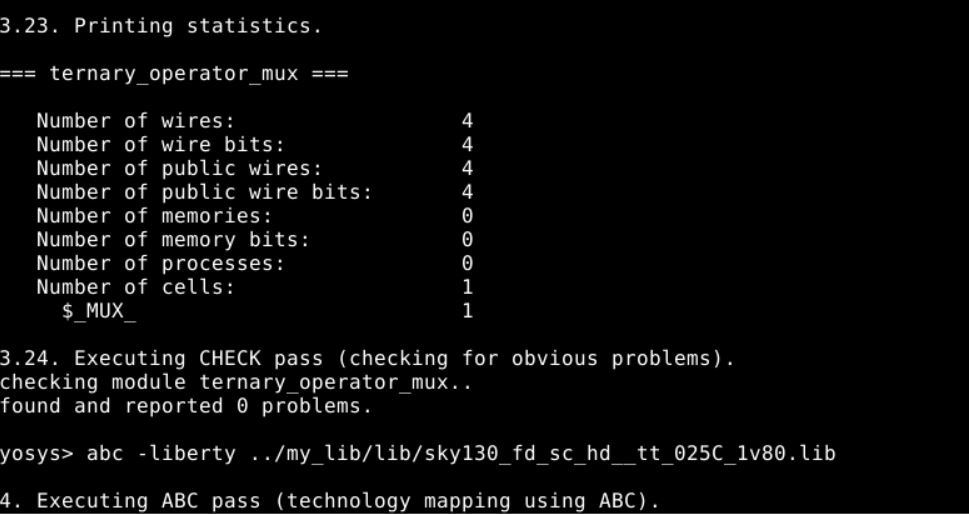 3.23. Printing statistics.
=== ternary_operator_mux ===
Number of wires: 4
Number of wire bits: 4
Number of public wires: 4
Number of public wire bits: 4
Number of memories: 0
Number of memory bits: 0
Number of processes: 0
Number of cells: 1
$_MUX_ 1
3.24. Executing CHECK pass (checking for obvious problems).
checking module ternary_operator_mux..
found and reported 0 problems.
yosys> abc -liberty ../my_lib/lib/sky130_fd_sc_hd__tt_025C_1v80.lib
4. Executing ABC pass (technology mapping using ABC).